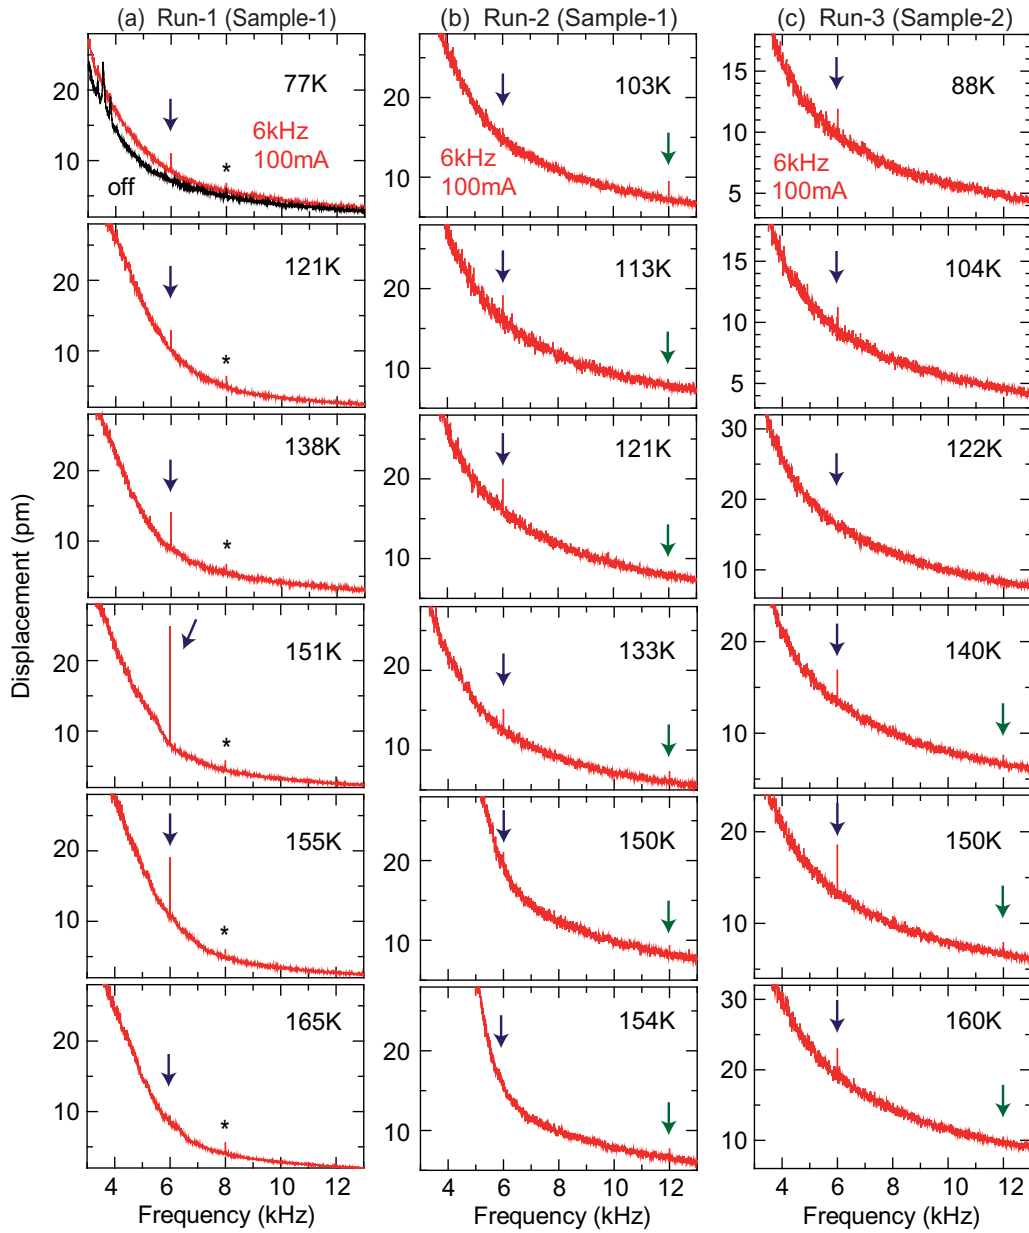 (a) Run-1 (Sample-1)
(b) Run-2 (Sample-1)
(c) Run-3 (Sample-2)
Displacement (pm)
20
10
77K
6kHz
100mA
off
*
20
10
121K
*
20
10
138K
*
20
10
151K
*
20
10
155K
*
20
10
165K
*
4 6 8 10 12
Frequency (kHz)
20
10
103K
6kHz
100mA
20
10
113K
20
10
121K
20
10
133K
20
10
150K
20
10
154K
4 6 8 10 12
Frequency (kHz)
15
10
5
88K
6kHz
100mA
15
10
5
104K
30
20
10
122K
20
10
140K
20
10
150K
30
20
10
160K
4 6 8 10 12
Frequency (kHz)